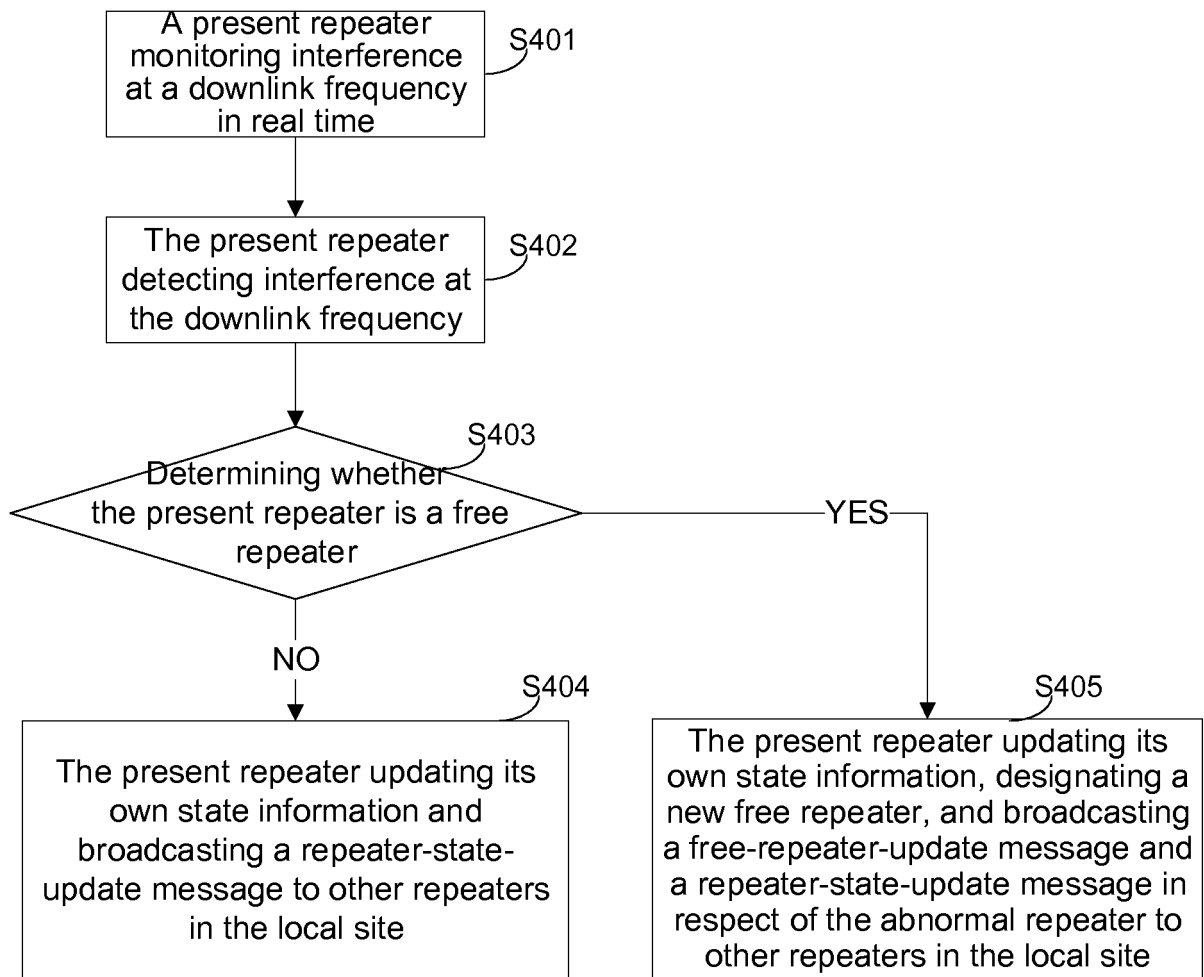 A present repeater
monitoring interference
at a downlink frequency
in real time
S401
The present repeater
detecting interference at
the downlink frequency
S402
Determining whether
the present repeater is a free
repeater
S403
YES
NO
The present repeater updating its
own state information and
broadcasting a repeater-state-
update message to other repeaters
in the local site
S404
The present repeater updating its
own state information, designating a
new free repeater, and broadcasting
a free-repeater-update message and
a repeater-state-update message in
respect of the abnormal repeater to
other repeaters in the local site
S405